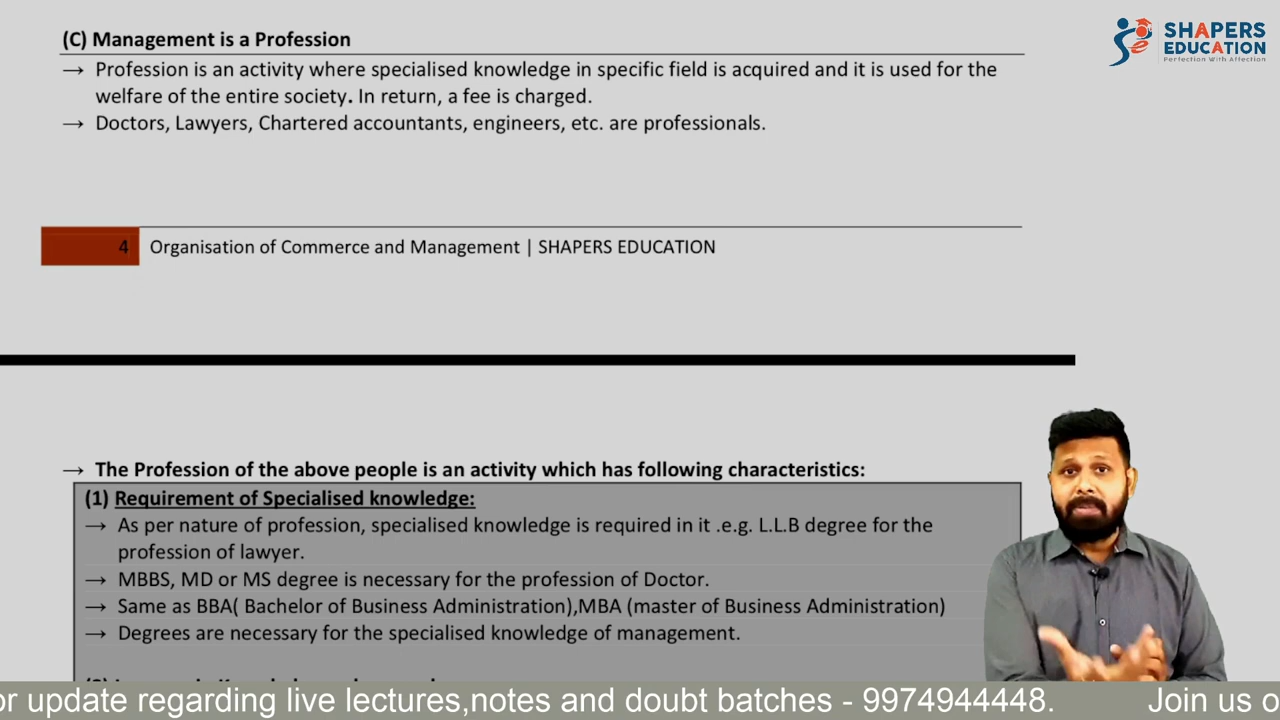 (C) Management is a Profession
SHAPERS
EDUCATION
Perfection With Affection
→ Profession is an activity where specialised knowledge in specific field is acquired and it is used for the
welfare of the entire society. In return, a fee is charged.
→ Doctors, Lawyers, Chartered accountants, engineers, etc. are professionals.
4 Organisation of Commerce and Management | SHAPERS EDUCATION
→ The Profession of the above people is an activity which has following characteristics:
(1) Requirement of Specialised knowledge:
→ As per nature of profession, specialised knowledge is required in it .e.g. L.L.B degree for the
profession of lawyer.
→ MBBS, MD or MS degree is necessary for the profession of Doctor.
→ Same as BBA( Bachelor of Business Administration),MBA (master of Business Administration)
→ Degrees are necessary for the specialised knowledge of management.
or update regarding live lectures,notes and doubt batches - 9974944448. Join us o